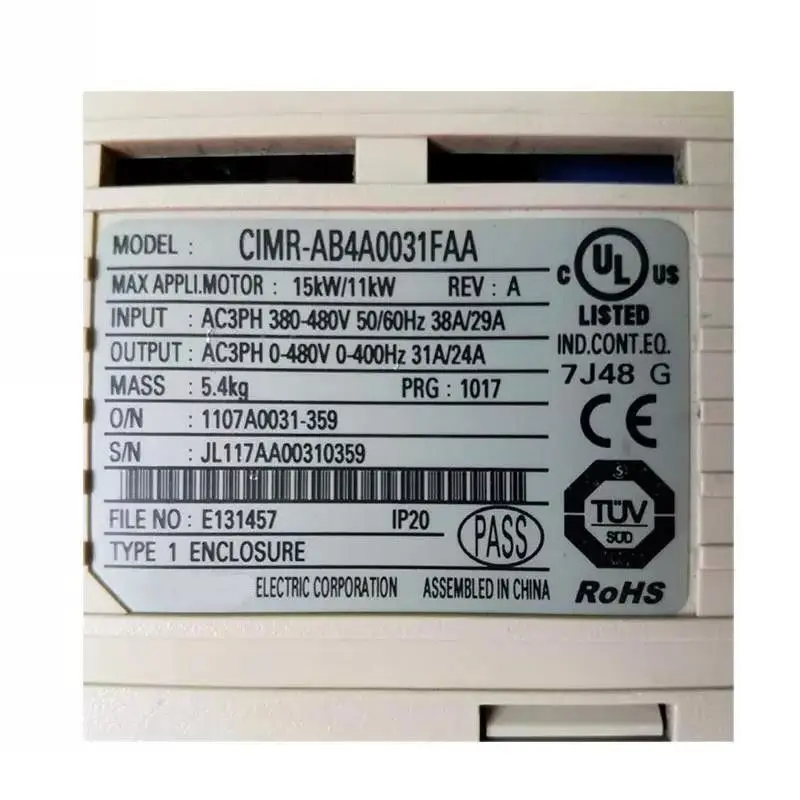 MODEL : CIMR-AB4A0031FAA
MAX APPLI.MOTOR : 15kW/11kW REV : A
INPUT : AC3PH 380-480V 50/60Hz 38A/29A
OUTPUT : AC3PH 0-480V 0-400Hz 31A/24A
MASS : 5.4kg PRG : 1017
O/N : 1107A0031-359
S/N : JL117AA00310359
FILE NO : E131457 IP20
TYPE 1 ENCLOSURE
PASS
ELECTRIC CORPORATION ASSEMBLED IN CHINA
C UL US
LISTED
IND.CONT.EQ.
7J48 G
CE
S
TÜV
SÜD
RoHS